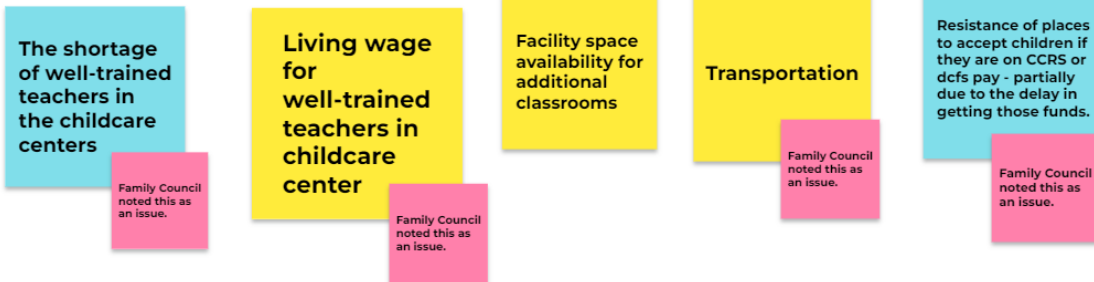 The shortage
of well-trained
teachers in
the childcare
centers
Family Council
noted this as
an issue.
Living wage
for
well-trained
teachers in
childcare
center
Family Council
noted this as
an issue.
Facility space
availability for
additional
classrooms
Transportation
Family Council
noted this as
an issue.
Resistance of places
to accept children if
they are on CCRS or
dcfs pay - partially
due to the delay in
getting those funds.
Family Council
noted this as
an issue.